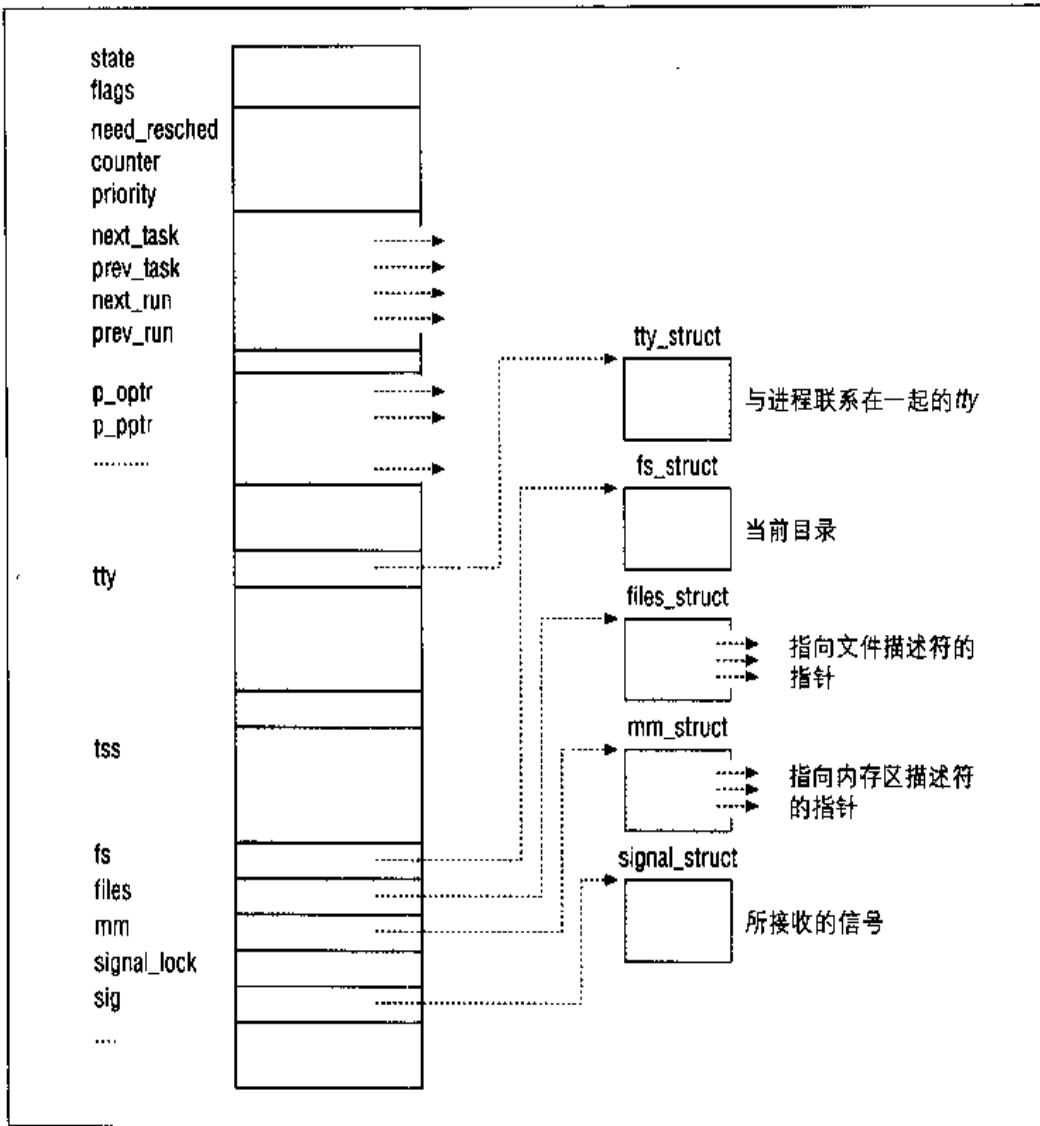 state
flags
need_resched
counter
priority
next_task
prev_task
next_run
prev_run
p_optr
p_pptr
..........
tty
tss
fs
files
mm
signal_lock
sig
....
tty_struct
与进程联系在一起的tty
fs_struct
当前目录
files_struct
指向文件描述符的
指针
mm_struct
指向内存区描述符
的指针
signal_struct
所接收的信号